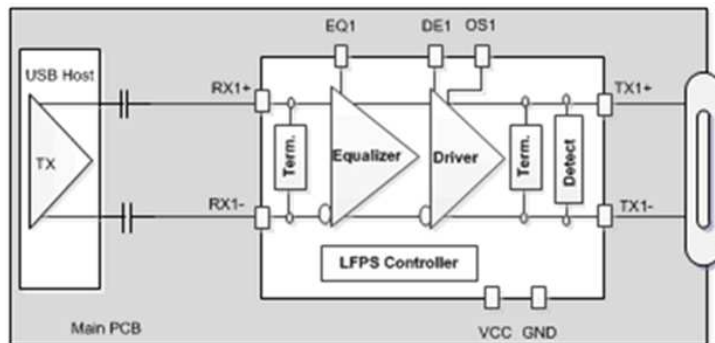 EQ1 DE1 OS1
USB Host
RX1+ TX1+
TX Term. Equalizer Driver Term. Detect
RX1- TX1-
LFPS Controller
Main PCB VCC GND